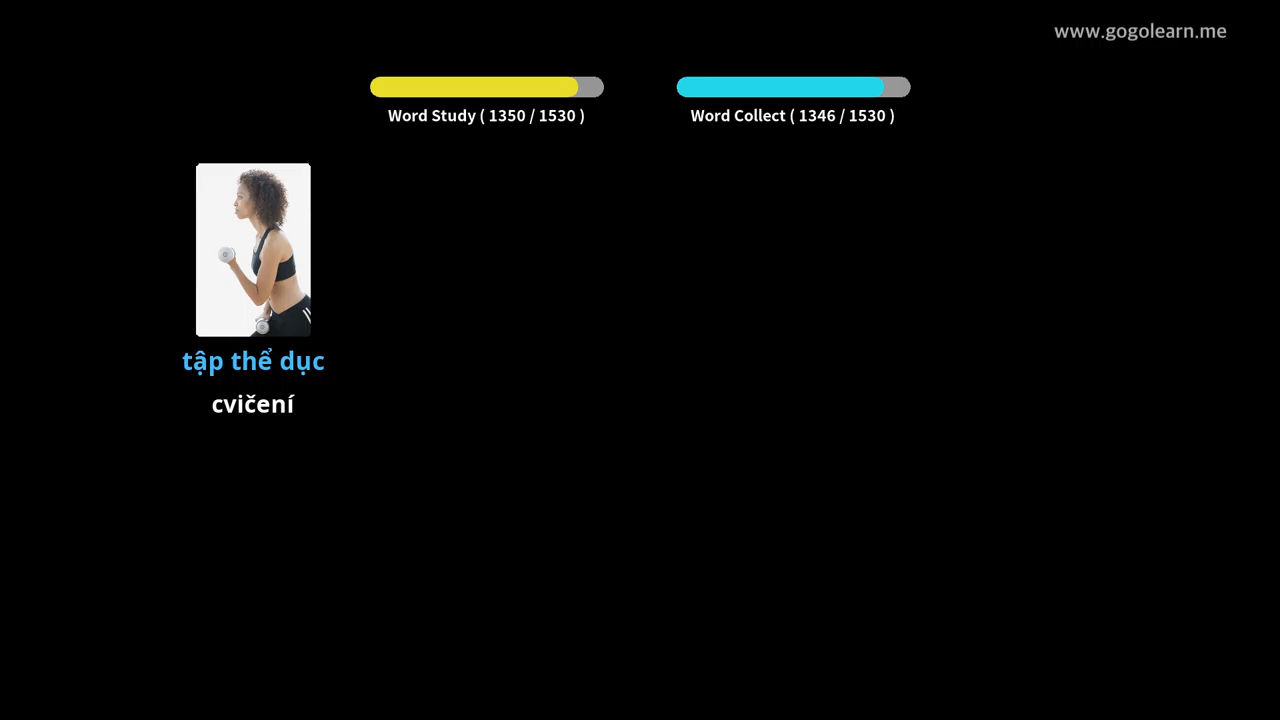 www.gogolearn.me
Word Study ( 1350 / 1530 )
Word Collect ( 1346 / 1530 )
tập thể dục
cvičení